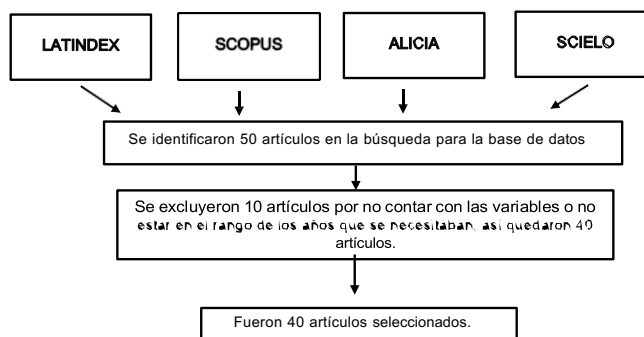 LATINDEX
SCOPUS
ALICIA
SCIELO
Se identificaron 50 artículos en la búsqueda para la base de datos
Se excluyeron 10 artículos por no contar con las variables o no
estar en el rango de los años que se necesitaban, así quedaron 40
artículos.
Fueron 40 artículos seleccionados.